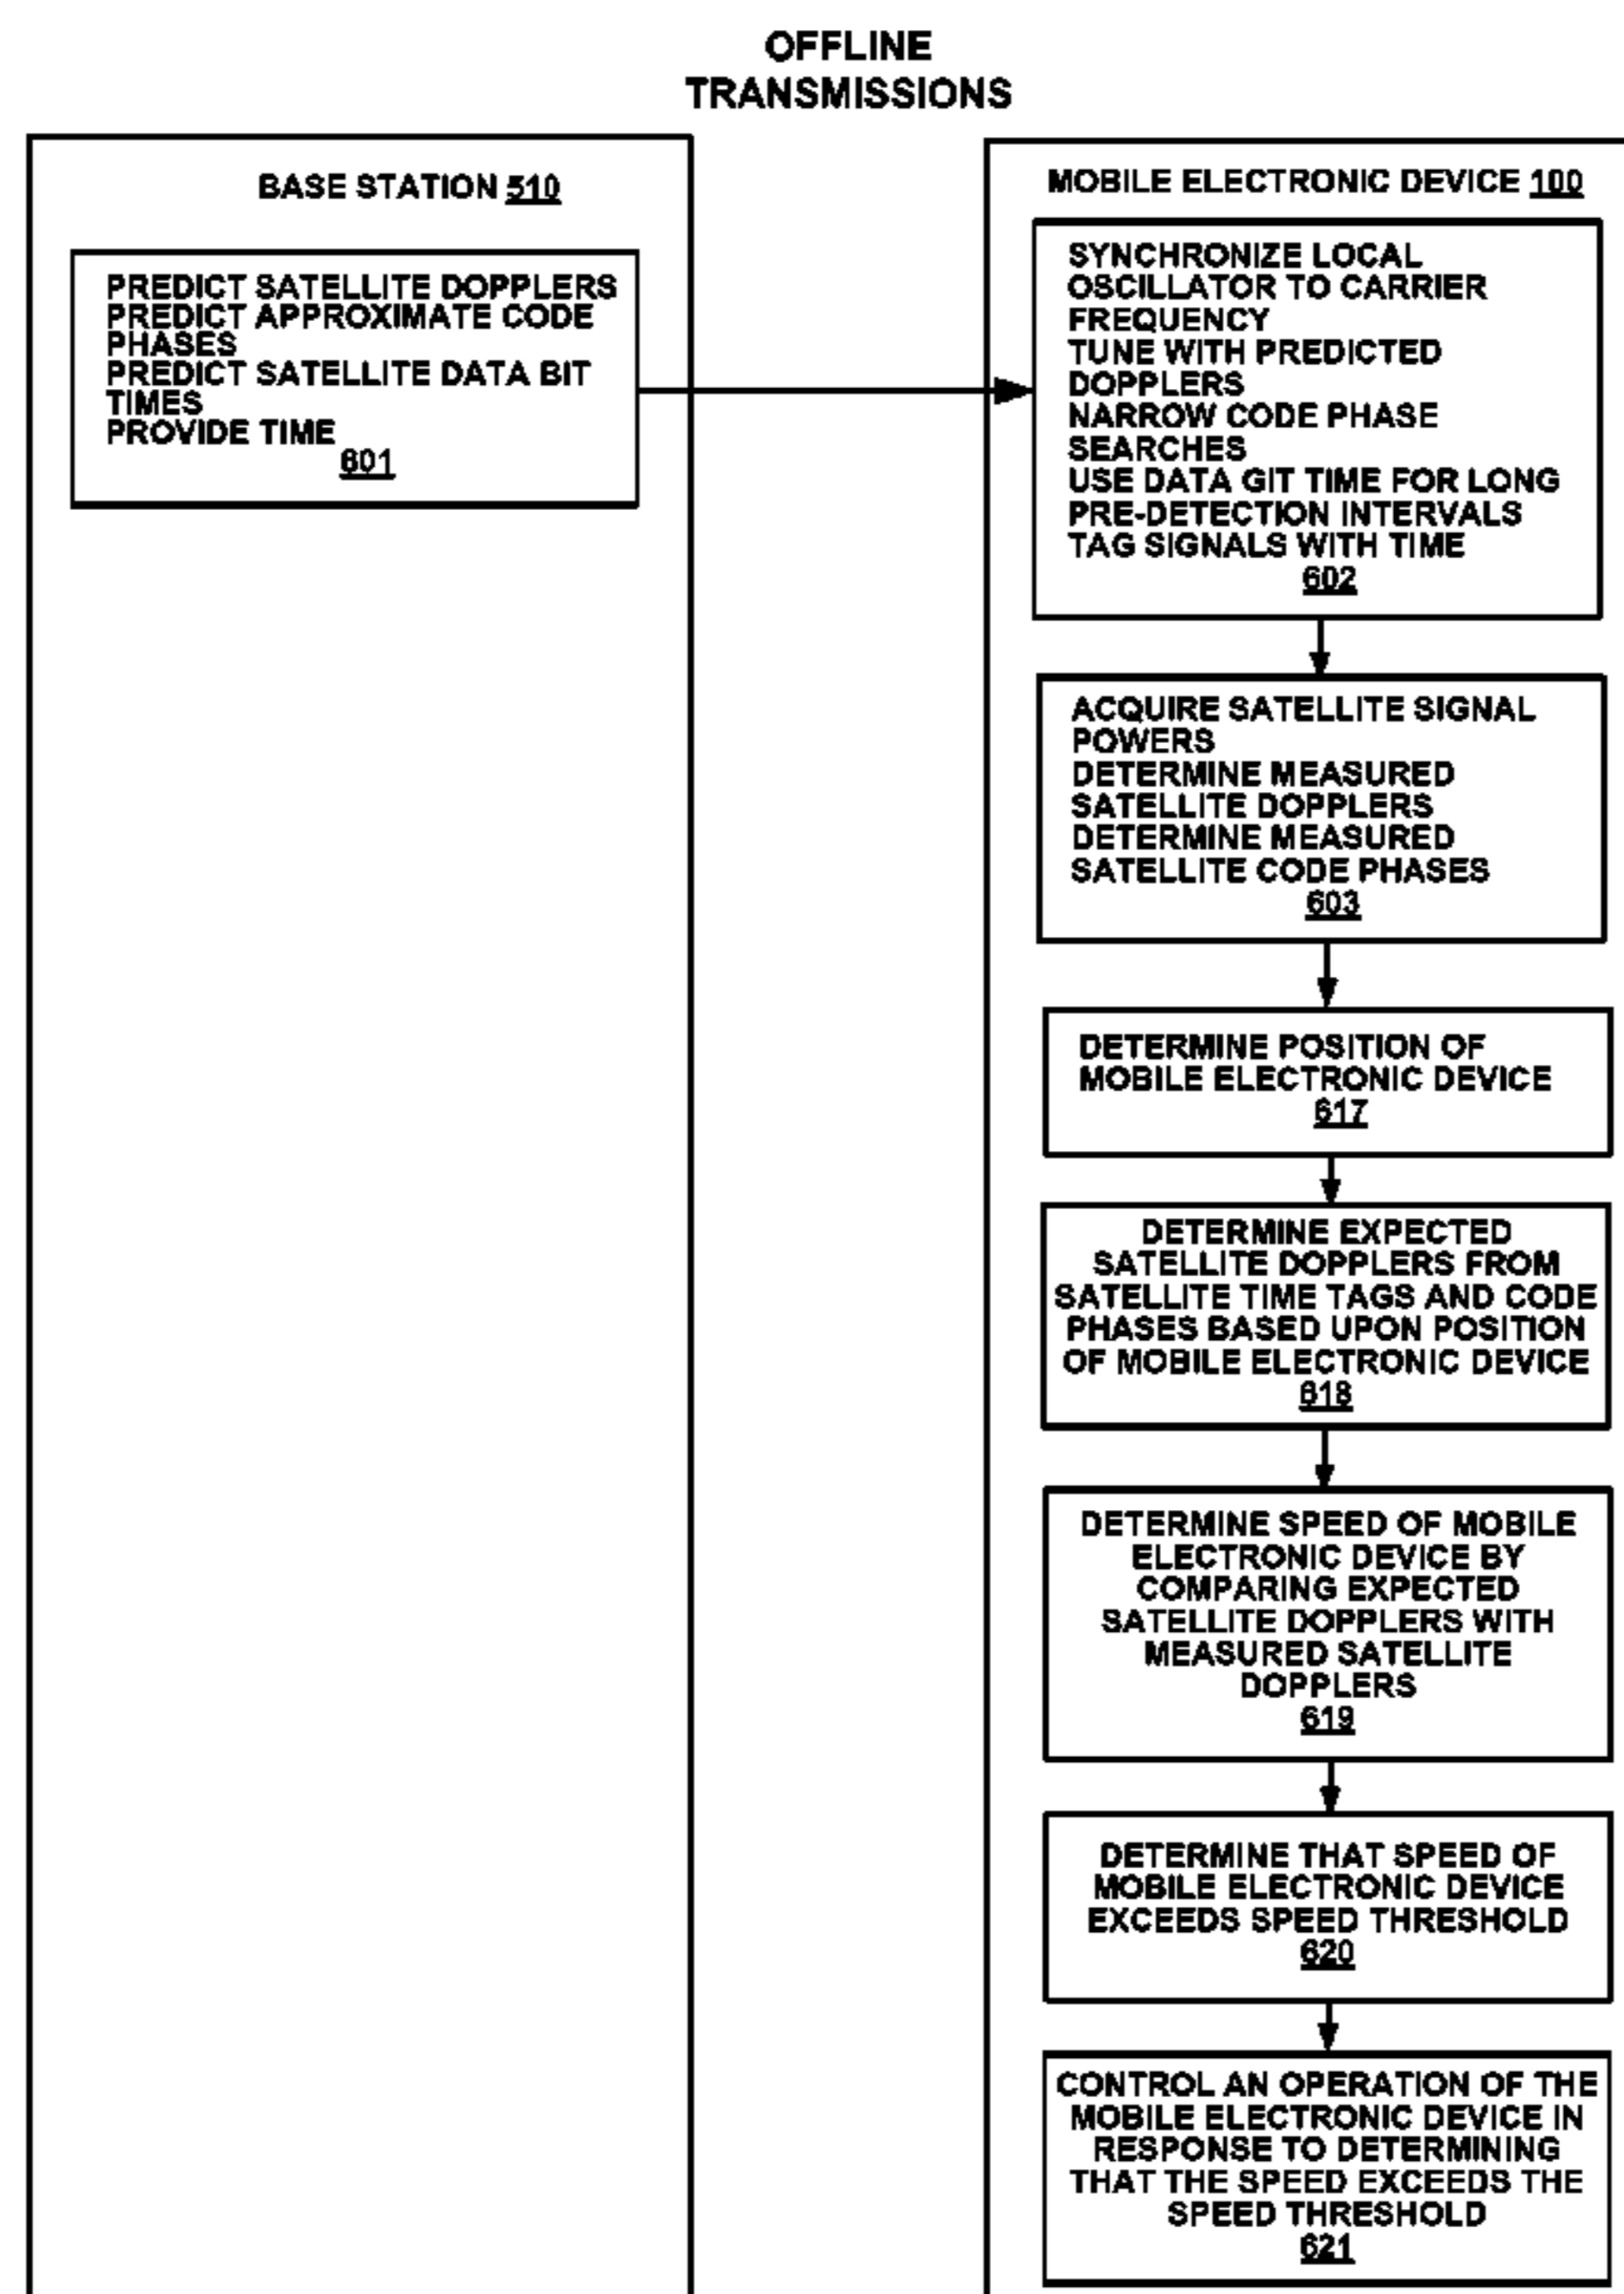 OFFLINE
TRANSMISSIONS
BASE STATION 510
PREDICT SATELLITE DOPPLERS
PREDICT APPROXIMATE CODE
PHASES
PREDICT SATELLITE DATA BIT
TIMES
PROVIDE TIME
601
MOBILE ELECTRONIC DEVICE 100
SYNCHRONIZE LOCAL
OSCILLATOR TO CARRIER
FREQUENCY
TUNE WITH PREDICTED
DOPPLERS
NARROW CODE PHASE
SEARCHES
USE DATA GIT TIME FOR LONG
PRE-DETECTION INTERVALS
TAG SIGNALS WITH TIME
602
ACQUIRE SATELLITE SIGNAL
POWERS
DETERMINE MEASURED
SATELLITE DOPPLERS
DETERMINE MEASURED
SATELLITE CODE PHASES
603
DETERMINE POSITION OF
MOBILE ELECTRONIC DEVICE
617
DETERMINE EXPECTED
SATELLITE DOPPLERS FROM
SATELLITE TIME TAGS AND CODE
PHASES BASED UPON POSITION
OF MOBILE ELECTRONIC DEVICE
618
DETERMINE SPEED OF MOBILE
ELECTRONIC DEVICE BY
COMPARING EXPECTED
SATELLITE DOPPLERS WITH
MEASURED SATELLITE
DOPPLERS
619
DETERMINE THAT SPEED OF
MOBILE ELECTRONIC DEVICE
EXCEEDS SPEED THRESHOLD
620
CONTROL AN OPERATION OF THE
MOBILE ELECTRONIC DEVICE IN
RESPONSE TO DETERMINING
THAT THE SPEED EXCEEDS THE
SPEED THRESHOLD
621